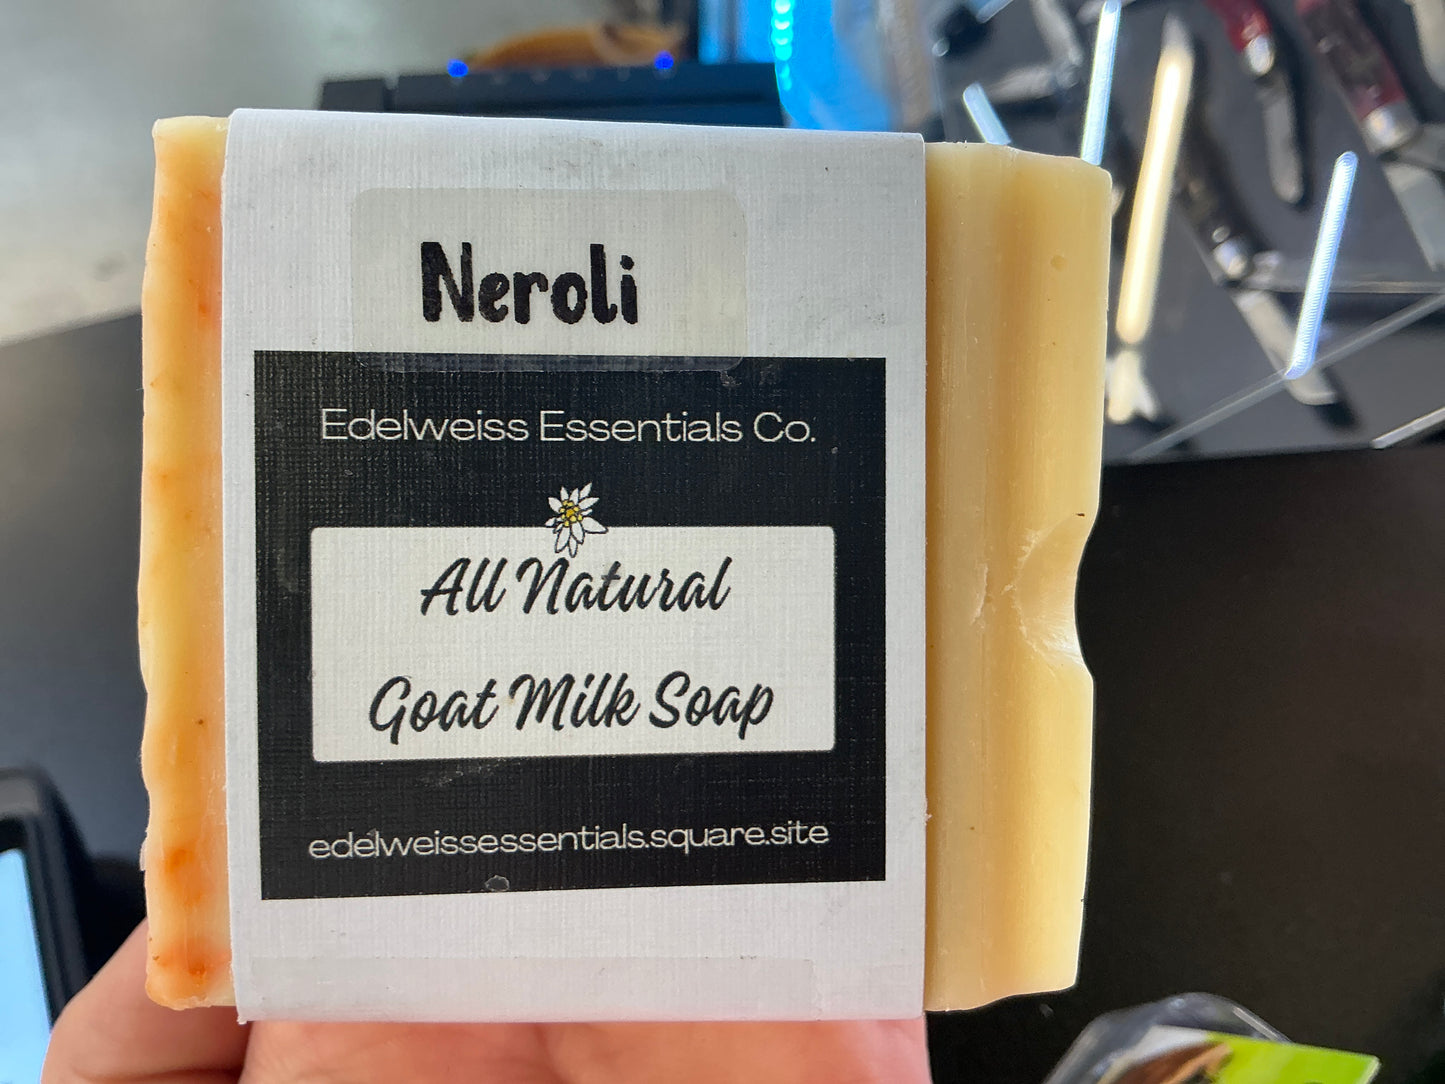 Neroli
Edelweiss Essentials Co.
All Natural
Goat Milk Soap
edelweissessentials.square.site